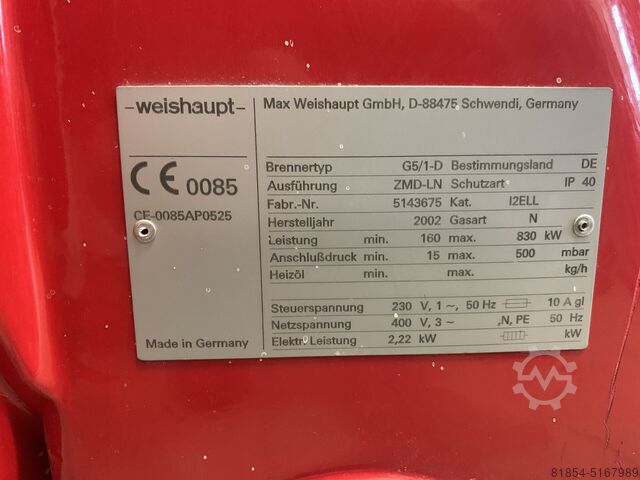 -weishaupt-
Max Weishaupt GmbH, D-88475 Schwendi, Germany
CE 0085
CE-0085AP0525
Brennertyp G5/1-D Bestimmungsland DE
Ausführung ZMD-LN Schutzart IP 40
Fabr.-Nr. 5143675 Kat. I2ELL
Herstelljahr 2002 Gasart N
Leistung min. 160 max. 830 kW
Anschlußdruck min. 15 max. 500 mbar
Heizöl min. max. kg/h
Steuerspannung 230 V, 1 ~, 50 Hz 10 A gl
Netzspannung 400 V, 3 ~ ,N, PE 50 Hz
Elektr. Leistung 2,22 kW kW
Made in Germany
81854-5167989